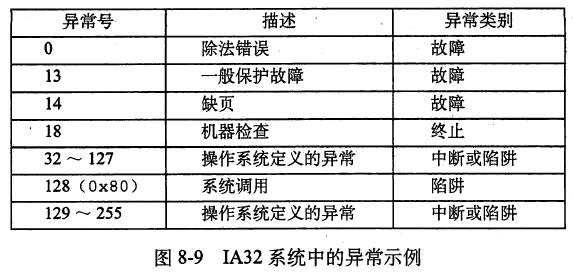 异常号 描述 异常类别
0 除法错误 故障
13 一般保护故障 故障
14 缺页 故障
18 机器检查 终止
32～127 操作系统定义的异常 中断或陷阱
128（0x80） 系统调用 陷阱
129～255 操作系统定义的异常 中断或陷阱
图 8-9 IA32 系统中的异常示例